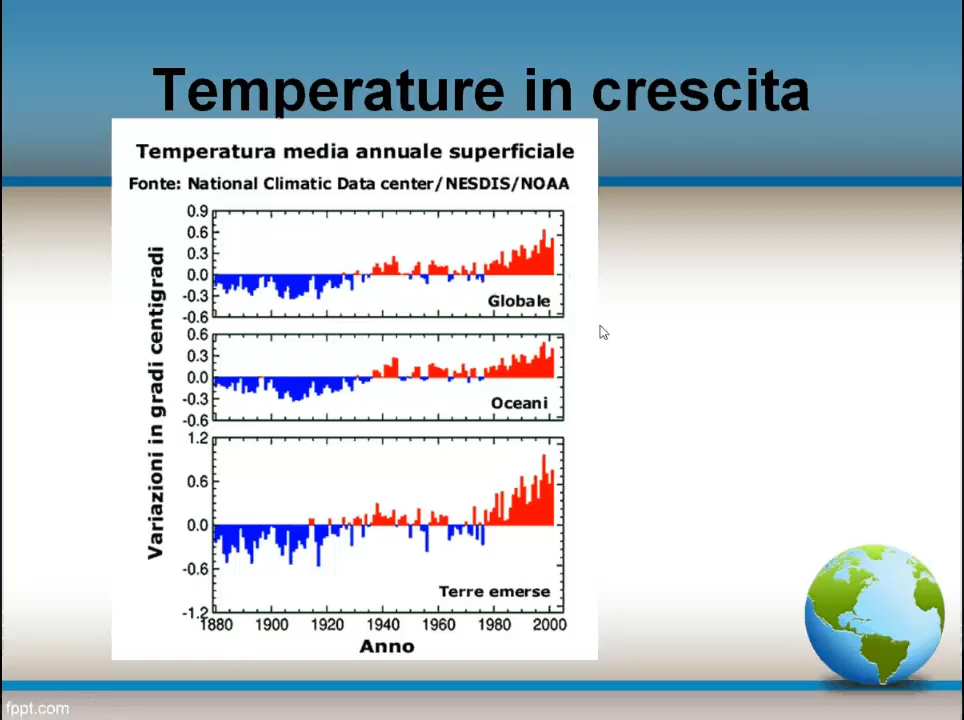 Temperature in crescita
Temperatura media annuale superficiale
Fonte: National Climatic Data center/NESDIS/NOAA
Variazioni in gradi centigradi
0.9
0.6
0.3
0.0
-0.3
-0.6
Globale
0.6
0.3
0.0
-0.3
-0.6
Oceani
1.2
0.6
0.0
-0.6
-1.2
Terre emerse
1880 1900 1920 1940 1960 1980 2000
Anno
fppt.com